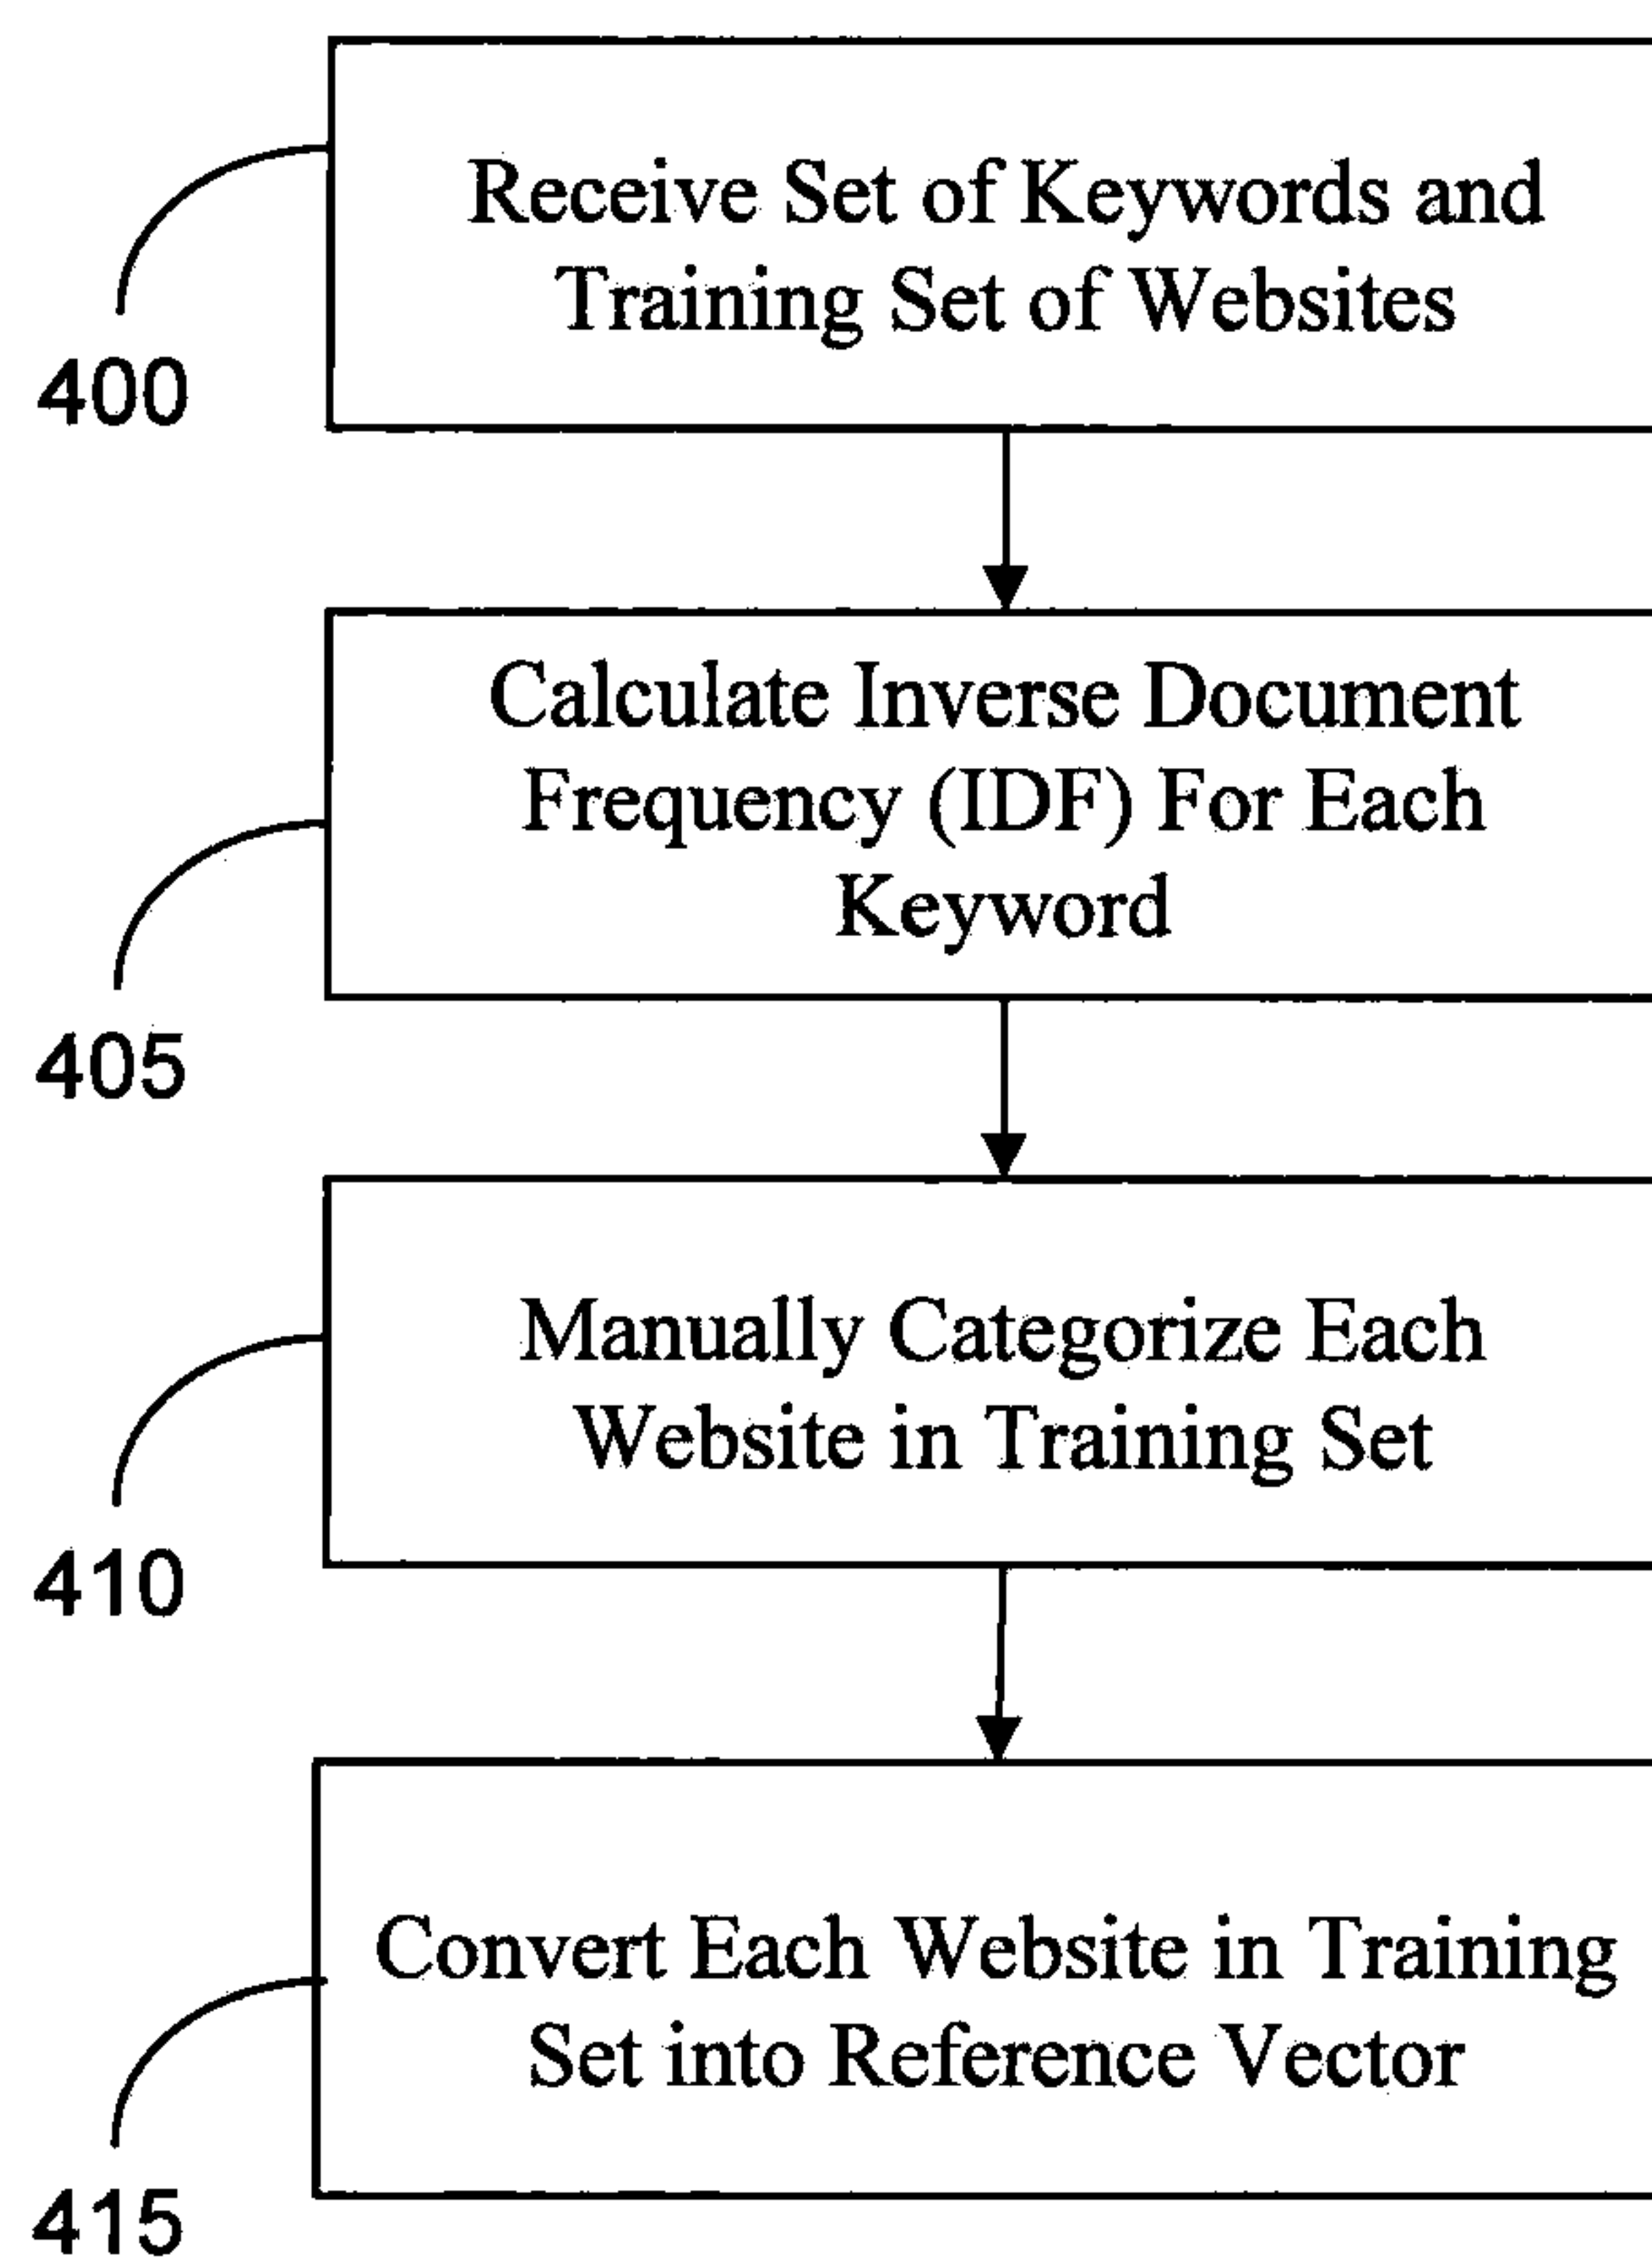 Receive Set of Keywords and
Training Set of Websites
400
Calculate Inverse Document
Frequency (IDF) For Each
Keyword
405
Manually Categorize Each
Website in Training Set
410
Convert Each Website in Training
Set into Reference Vector
415